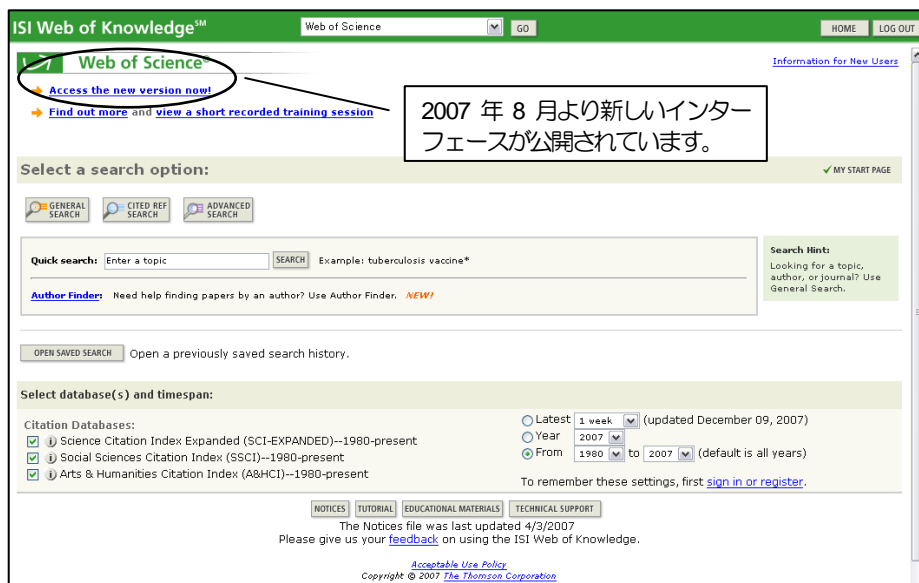 ISI Web of Knowledge℠ Web of Science GO HOME LOG OUT
Web of Science® Information for New Users
Access the new version now!
Find out more and view a short recorded training session
2007 年 8 月より新しいインター
フェースが公開されています。
Select a search option: MY START PAGE
GENERAL SEARCH CITED REF SEARCH ADVANCED SEARCH
Quick search: Enter a topic SEARCH Example: tuberculosis vaccine*
Author Finder: Need help finding papers by an author? Use Author Finder. NEW!
Search Hint:
Looking for a topic,
author, or journal? Use
General Search.
OPEN SAVED SEARCH Open a previously saved search history.
Select database(s) and timespan:
Citation Databases:
Science Citation Index Expanded (SCI-EXPANDED)--1980-present
Social Sciences Citation Index (SSCI)--1980-present
Arts & Humanities Citation Index (A&HCI)--1980-present
Latest 1 week (updated December 09, 2007)
Year 2007
From 1980 to 2007 (default is all years)
To remember these settings, first sign in or register.
NOTICES TUTORIAL EDUCATIONAL MATERIALS TECHNICAL SUPPORT
The Notices file was last updated 4/3/2007
Please give us your feedback on using the ISI Web of Knowledge.
Acceptable Use Policy
Copyright © 2007 The Thomson Corporation